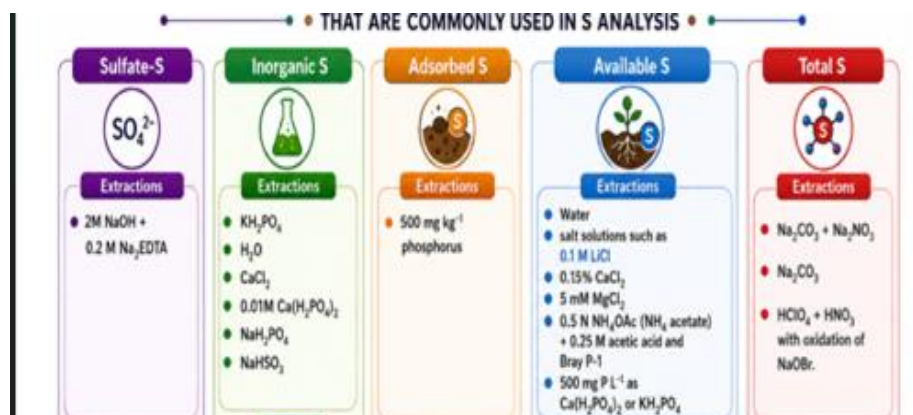 THAT ARE COMMONLY USED IN S ANALYSIS
Sulfate-S
SO₄²⁻
Extractions
2M NaOH +
0.2 M Na₂EDTA
Inorganic S
Extractions
KH₂PO₄
H₂O
CaCl₂
0.01M Ca(H₂PO₄)₂
NaH₂PO₄
NaHSO₃
Adsorbed S
S
Extractions
500 mg kg⁻¹
phosphorus
Available S
S
Extractions
Water
salt solutions such as
0.1 M LiCl
0.15% CaCl₂
5 mM MgCl₂
0.5 N NH₄OAc (NH₄ acetate)
+ 0.25 M acetic acid and
Bray P-1
500 mg P L⁻¹ as
Ca(H₂PO₄)₂ or KH₂PO₄
Total S
S
Extractions
Na₂CO₃ + Na₂NO₃
Na₂CO₃
HClO₄ + HNO₃
with oxidation of
NaOBr.